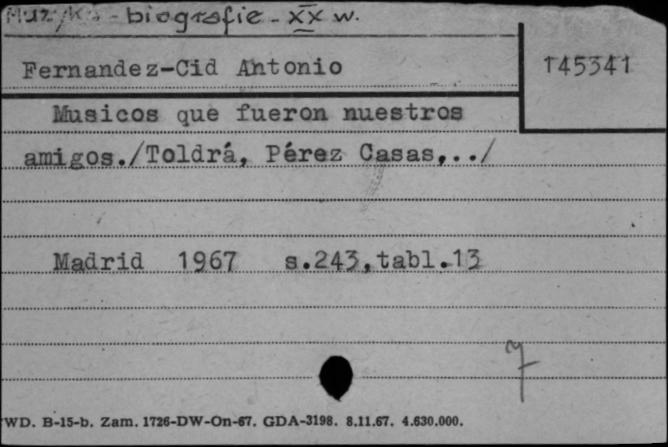 Muzyka - biografie - XX w.
Fernandez-Cid Antonio
T45341
Musicos que fueron nuestros
amigos./Toldrá, Pérez Casas,../
Madrid 1967 s.243,tabl.13
WD. B-15-b. Zam. 1726-DW-On-67. GDA-3198. 8.11.67. 4.630.000.